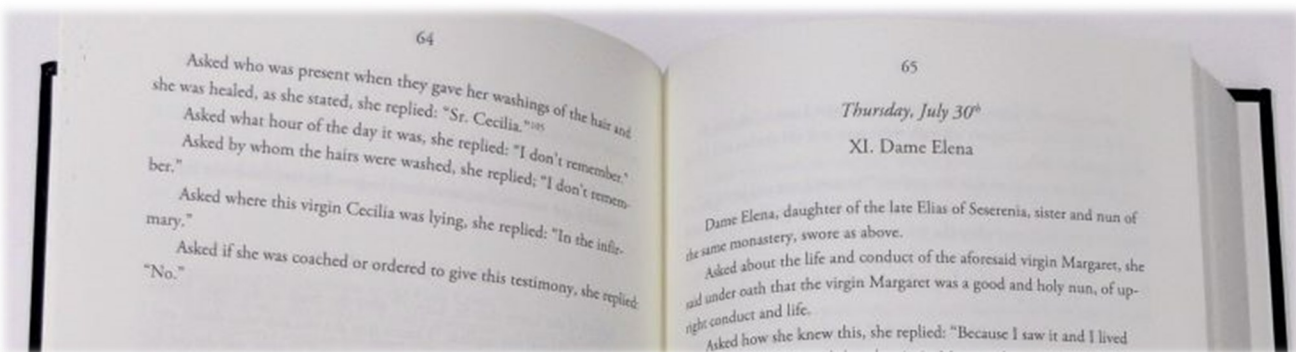 64
Asked who was present when they gave her washings of the hair and
she was healed, as she stated, she replied: “Sr. Cecilia.”105
Asked what hour of the day it was, she replied: “I don't remember.”
Asked by whom the hairs were washed, she replied; “I don't remem-
ber.”
Asked where this virgin Cecilia was lying, she replied: “In the infir-
mary.”
Asked if she was coached or ordered to give this testimony, she replied:
“No.”
65
Thursday, July 30th
XI. Dame Elena
Dame Elena, daughter of the late Elias of Seserenia, sister and nun of
the same monastery, swore as above.
Asked about the life and conduct of the aforesaid virgin Margaret, she
said under oath that the virgin Margaret was a good and holy nun, of up-
right conduct and life.
Asked how she knew this, she replied: “Because I saw it and I lived